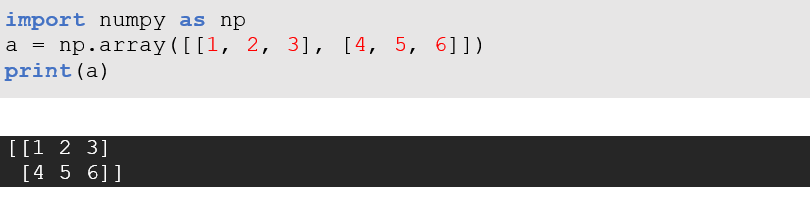 import numpy as np
a = np.array([[1, 2, 3], [4, 5, 6]])
print(a)
[[1 2 3]
 [4 5 6]]